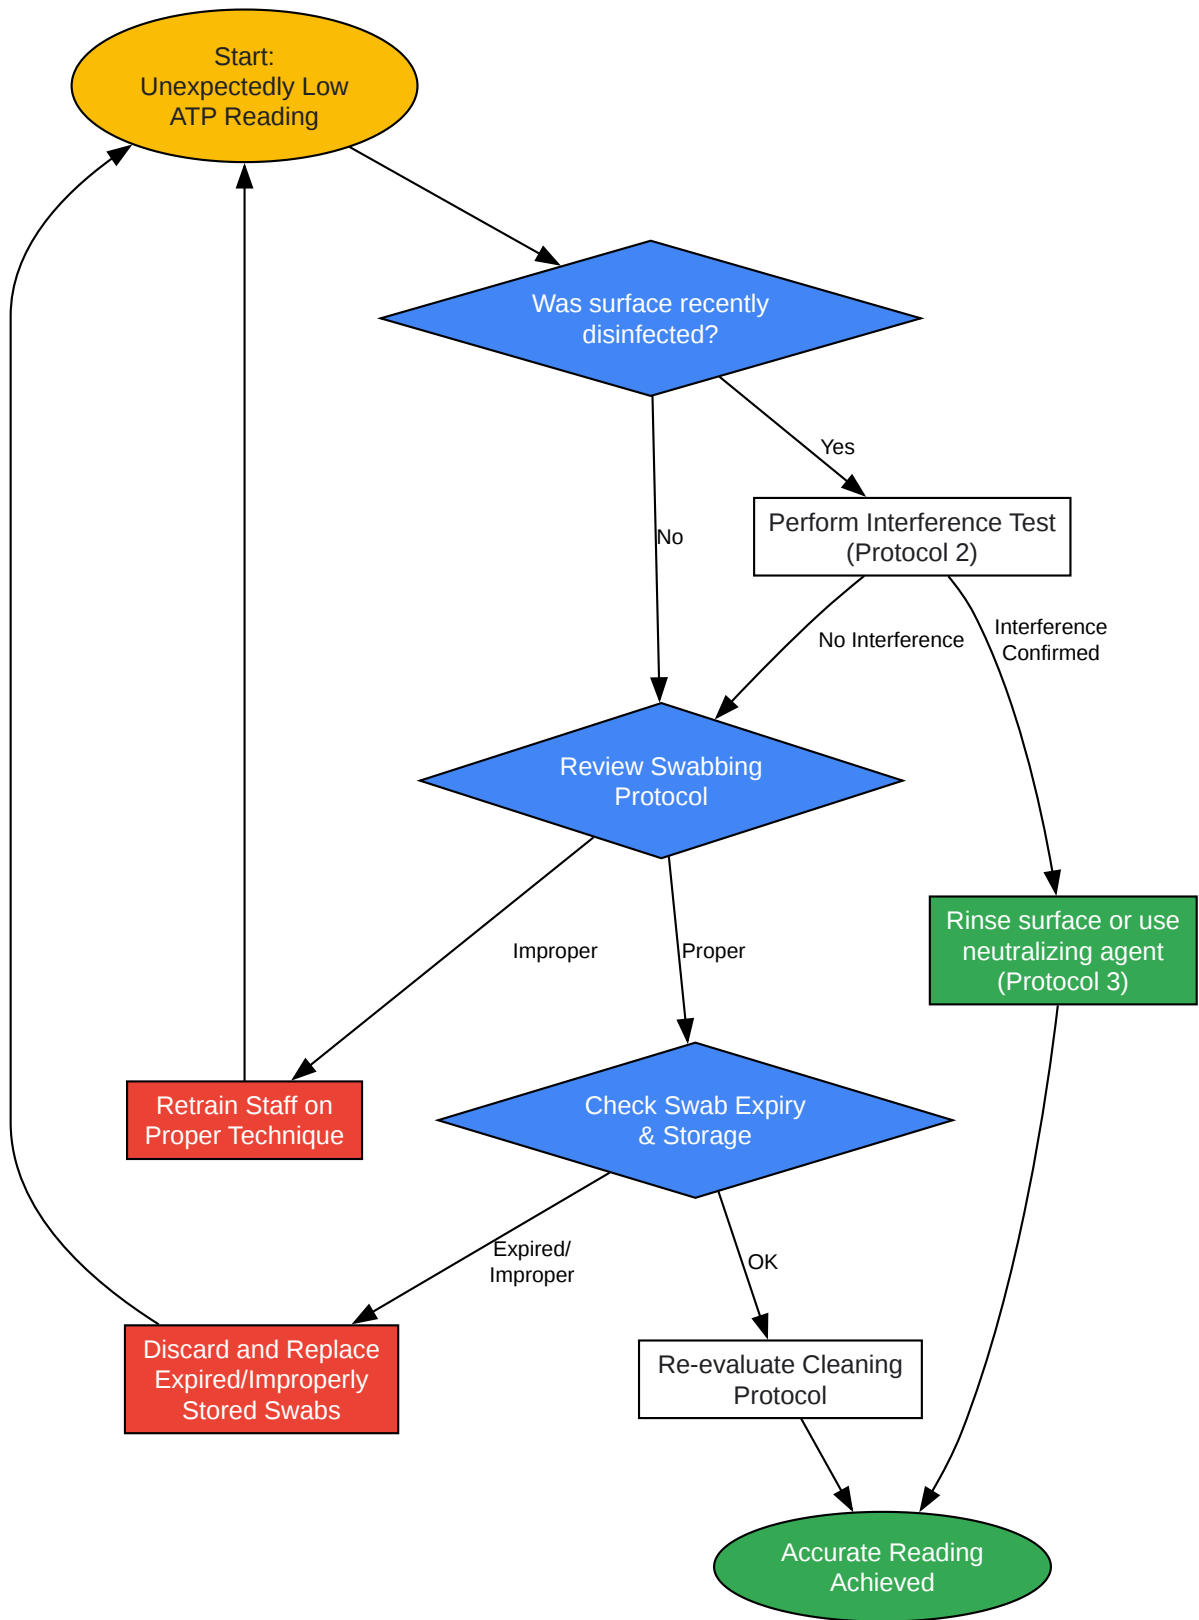 Start:
Unexpectedly Low
ATP Reading
Was surface recently
disinfected?
Yes
No
Perform Interference Test
(Protocol 2)
No Interference
Interference
Confirmed
Review Swabbing
Protocol
Improper
Proper
Rinse surface or use
neutralizing agent
(Protocol 3)
Retrain Staff on
Proper Technique
Check Swab Expiry
& Storage
Expired/
Improper
OK
Discard and Replace
Expired/Improperly
Stored Swabs
Re-evaluate Cleaning
Protocol
Accurate Reading
Achieved